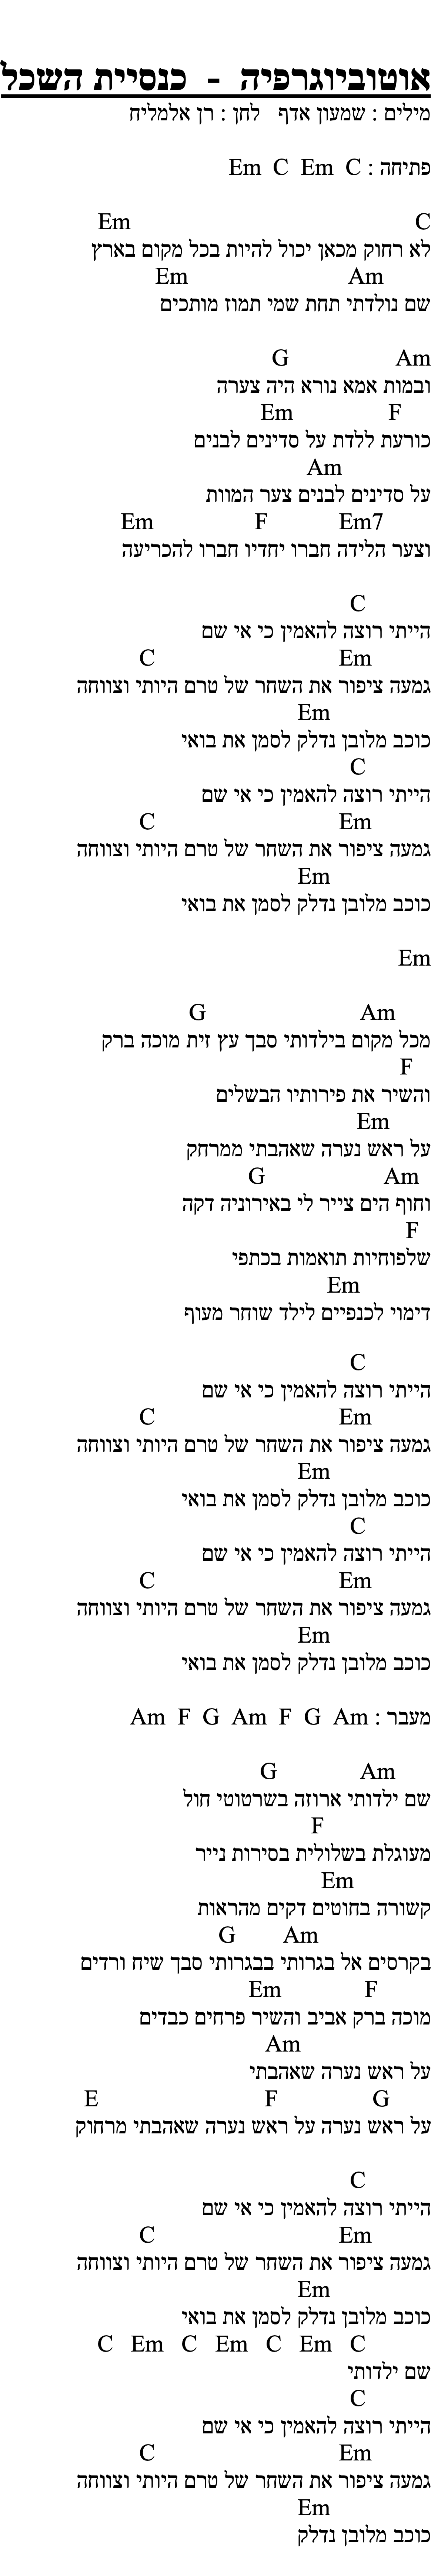 אוטוביוגרפיה - כנסיית השכל
מילים : שמעון אדף   לחן : רן אלמליח
פתיחה : Em  C  Em  C
Em C
לא רחוק מכאן יכול להיות בכל מקום בארץ
Em Am
שם נולדתי תחת שמי תמוז מותכים
G Am
ובמות אמא נורא היה צערה
Em F
כורעת ללדת על סדינים לבנים
Am
על סדינים לבנים צער המוות
Em F Em7
וצער הלידה חברו יחדיו חברו להכריעה
C
הייתי רוצה להאמין כי אי שם
C Em
גמעה ציפור את השחר של טרם היותי וצווחה
Em
כוכב מלובן נדלק לסמן את בואי
C
הייתי רוצה להאמין כי אי שם
C Em
גמעה ציפור את השחר של טרם היותי וצווחה
Em
כוכב מלובן נדלק לסמן את בואי
Em
G Am
מכל מקום בילדותי סבך עץ זית מוכה ברק
F
והשיר את פירותיו הבשלים
Em
על ראש נערה שאהבתי ממרחק
G Am
וחוף הים צייר לי באירוניה דקה
F
שלפוחיות תואמות בכתפי
Em
דימוי לכנפיים לילד שוחר מעוף
C
הייתי רוצה להאמין כי אי שם
C Em
גמעה ציפור את השחר של טרם היותי וצווחה
Em
כוכב מלובן נדלק לסמן את בואי
C
הייתי רוצה להאמין כי אי שם
C Em
גמעה ציפור את השחר של טרם היותי וצווחה
Em
כוכב מלובן נדלק לסמן את בואי
מעבר : Am  F  G  Am  F  G  Am
G Am
שם ילדותי ארוזה בשרטוטי חול
F
מעוגלת בשלולית בסירות נייר
Em
קשורה בחוטים דקים מהראות
G Am
בקרסים אל בגרותי בבגרותי סבך שיח ורדים
Em F
מוכה ברק אביב והשיר פרחים כבדים
Am
על ראש נערה שאהבתי
E F G
על ראש נערה על ראש נערה שאהבתי מרחוק
C
הייתי רוצה להאמין כי אי שם
C Em
גמעה ציפור את השחר של טרם היותי וצווחה
Em
כוכב מלובן נדלק לסמן את בואי
C Em C Em C Em C
שם ילדותי
C
הייתי רוצה להאמין כי אי שם
C Em
גמעה ציפור את השחר של טרם היותי וצווחה
Em
כוכב מלובן נדלק